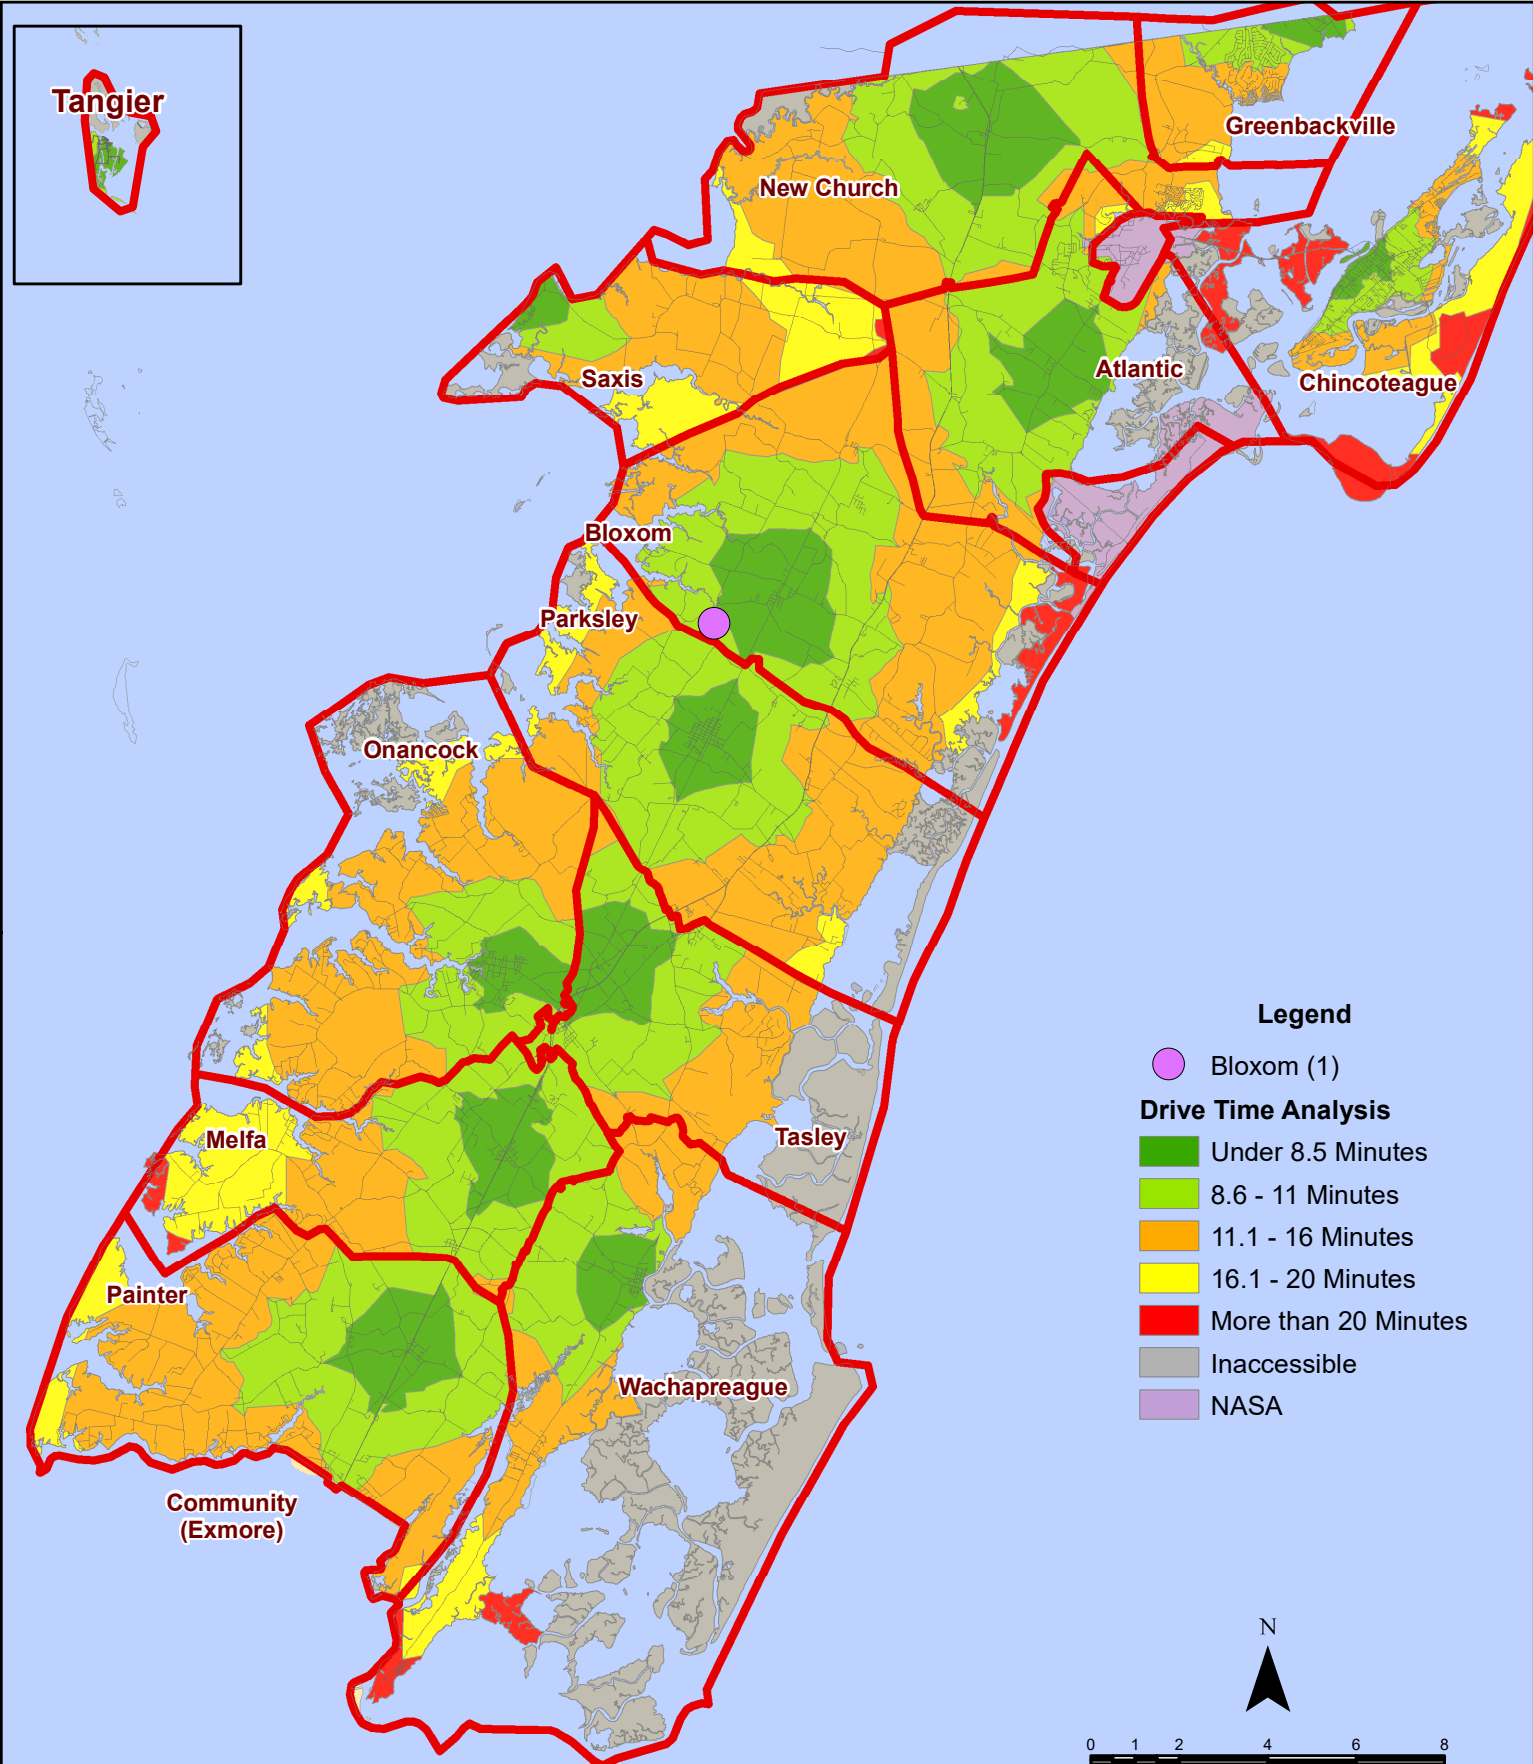 Tangier
Greenbackville
New Church
Atlantic
Saxis
Chincoteague
Bloxom
Parksley
Onancock
Legend
Bloxom (1)
Drive Time Analysis
Under 8.5 Minutes
8.6 - 11 Minutes
11.1 - 16 Minutes
16.1 - 20 Minutes
More than 20 Minutes
Inaccessible
NASA
Melfa
Tasley
Painter
Wachapreague
Community
(Exmore)
N
0 1 2 4 6 8